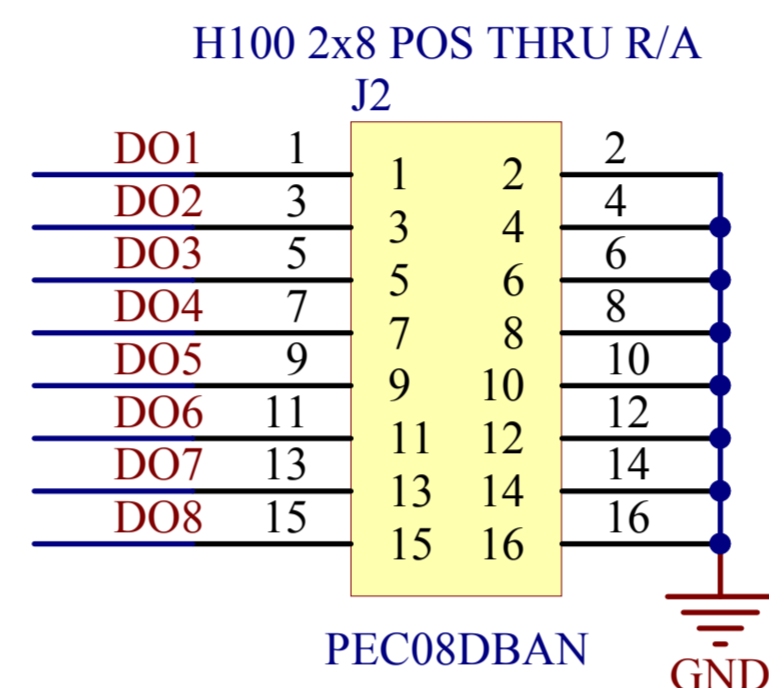 H100 2x8 POS THRU R/A
J2
DO1 1 1 2 2
DO2 3 3 4 4
DO3 5 5 6 6
DO4 7 7 8 8
DO5 9 9 10 10
DO6 11 11 12 12
DO7 13 13 14 14
DO8 15 15 16 16
PEC08DBAN
GND